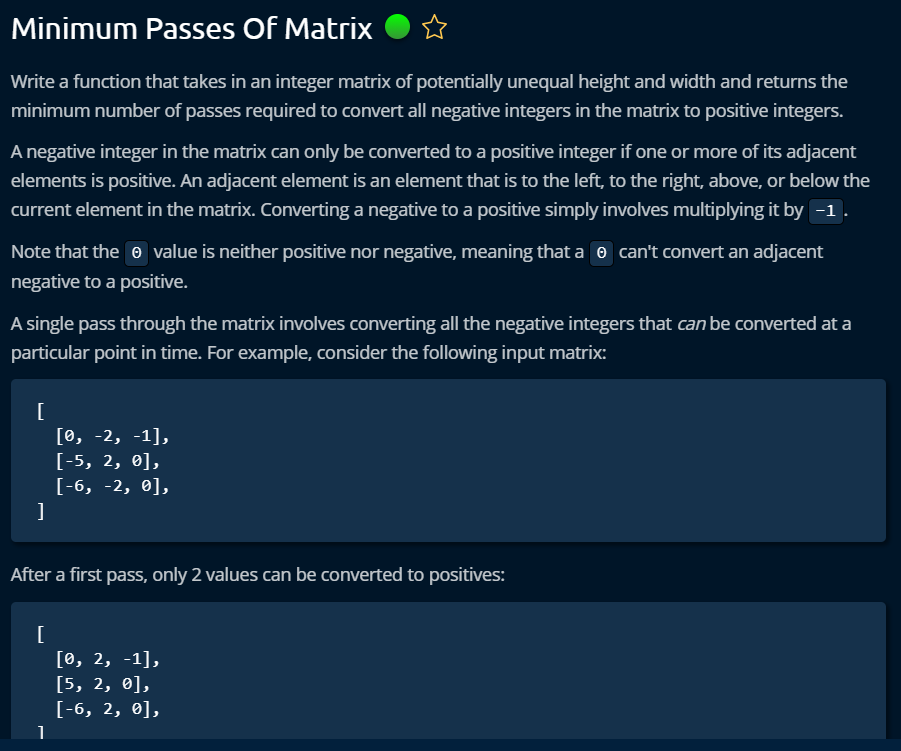 Minimum Passes Of Matrix
Write a function that takes in an integer matrix of potentially unequal height and width and returns the
minimum number of passes required to convert all negative integers in the matrix to positive integers.
A negative integer in the matrix can only be converted to a positive integer if one or more of its adjacent
elements is positive. An adjacent element is an element that is to the left, to the right, above, or below the
current element in the matrix. Converting a negative to a positive simply involves multiplying it by -1.
Note that the 0 value is neither positive nor negative, meaning that a 0 can't convert an adjacent
negative to a positive.
A single pass through the matrix involves converting all the negative integers that can be converted at a
particular point in time. For example, consider the following input matrix:
[
[0, -2, -1],
[-5, 2, 0],
[-6, -2, 0],
]
After a first pass, only 2 values can be converted to positives:
[
[0, 2, -1],
[5, 2, 0],
[-6, 2, 0],
]